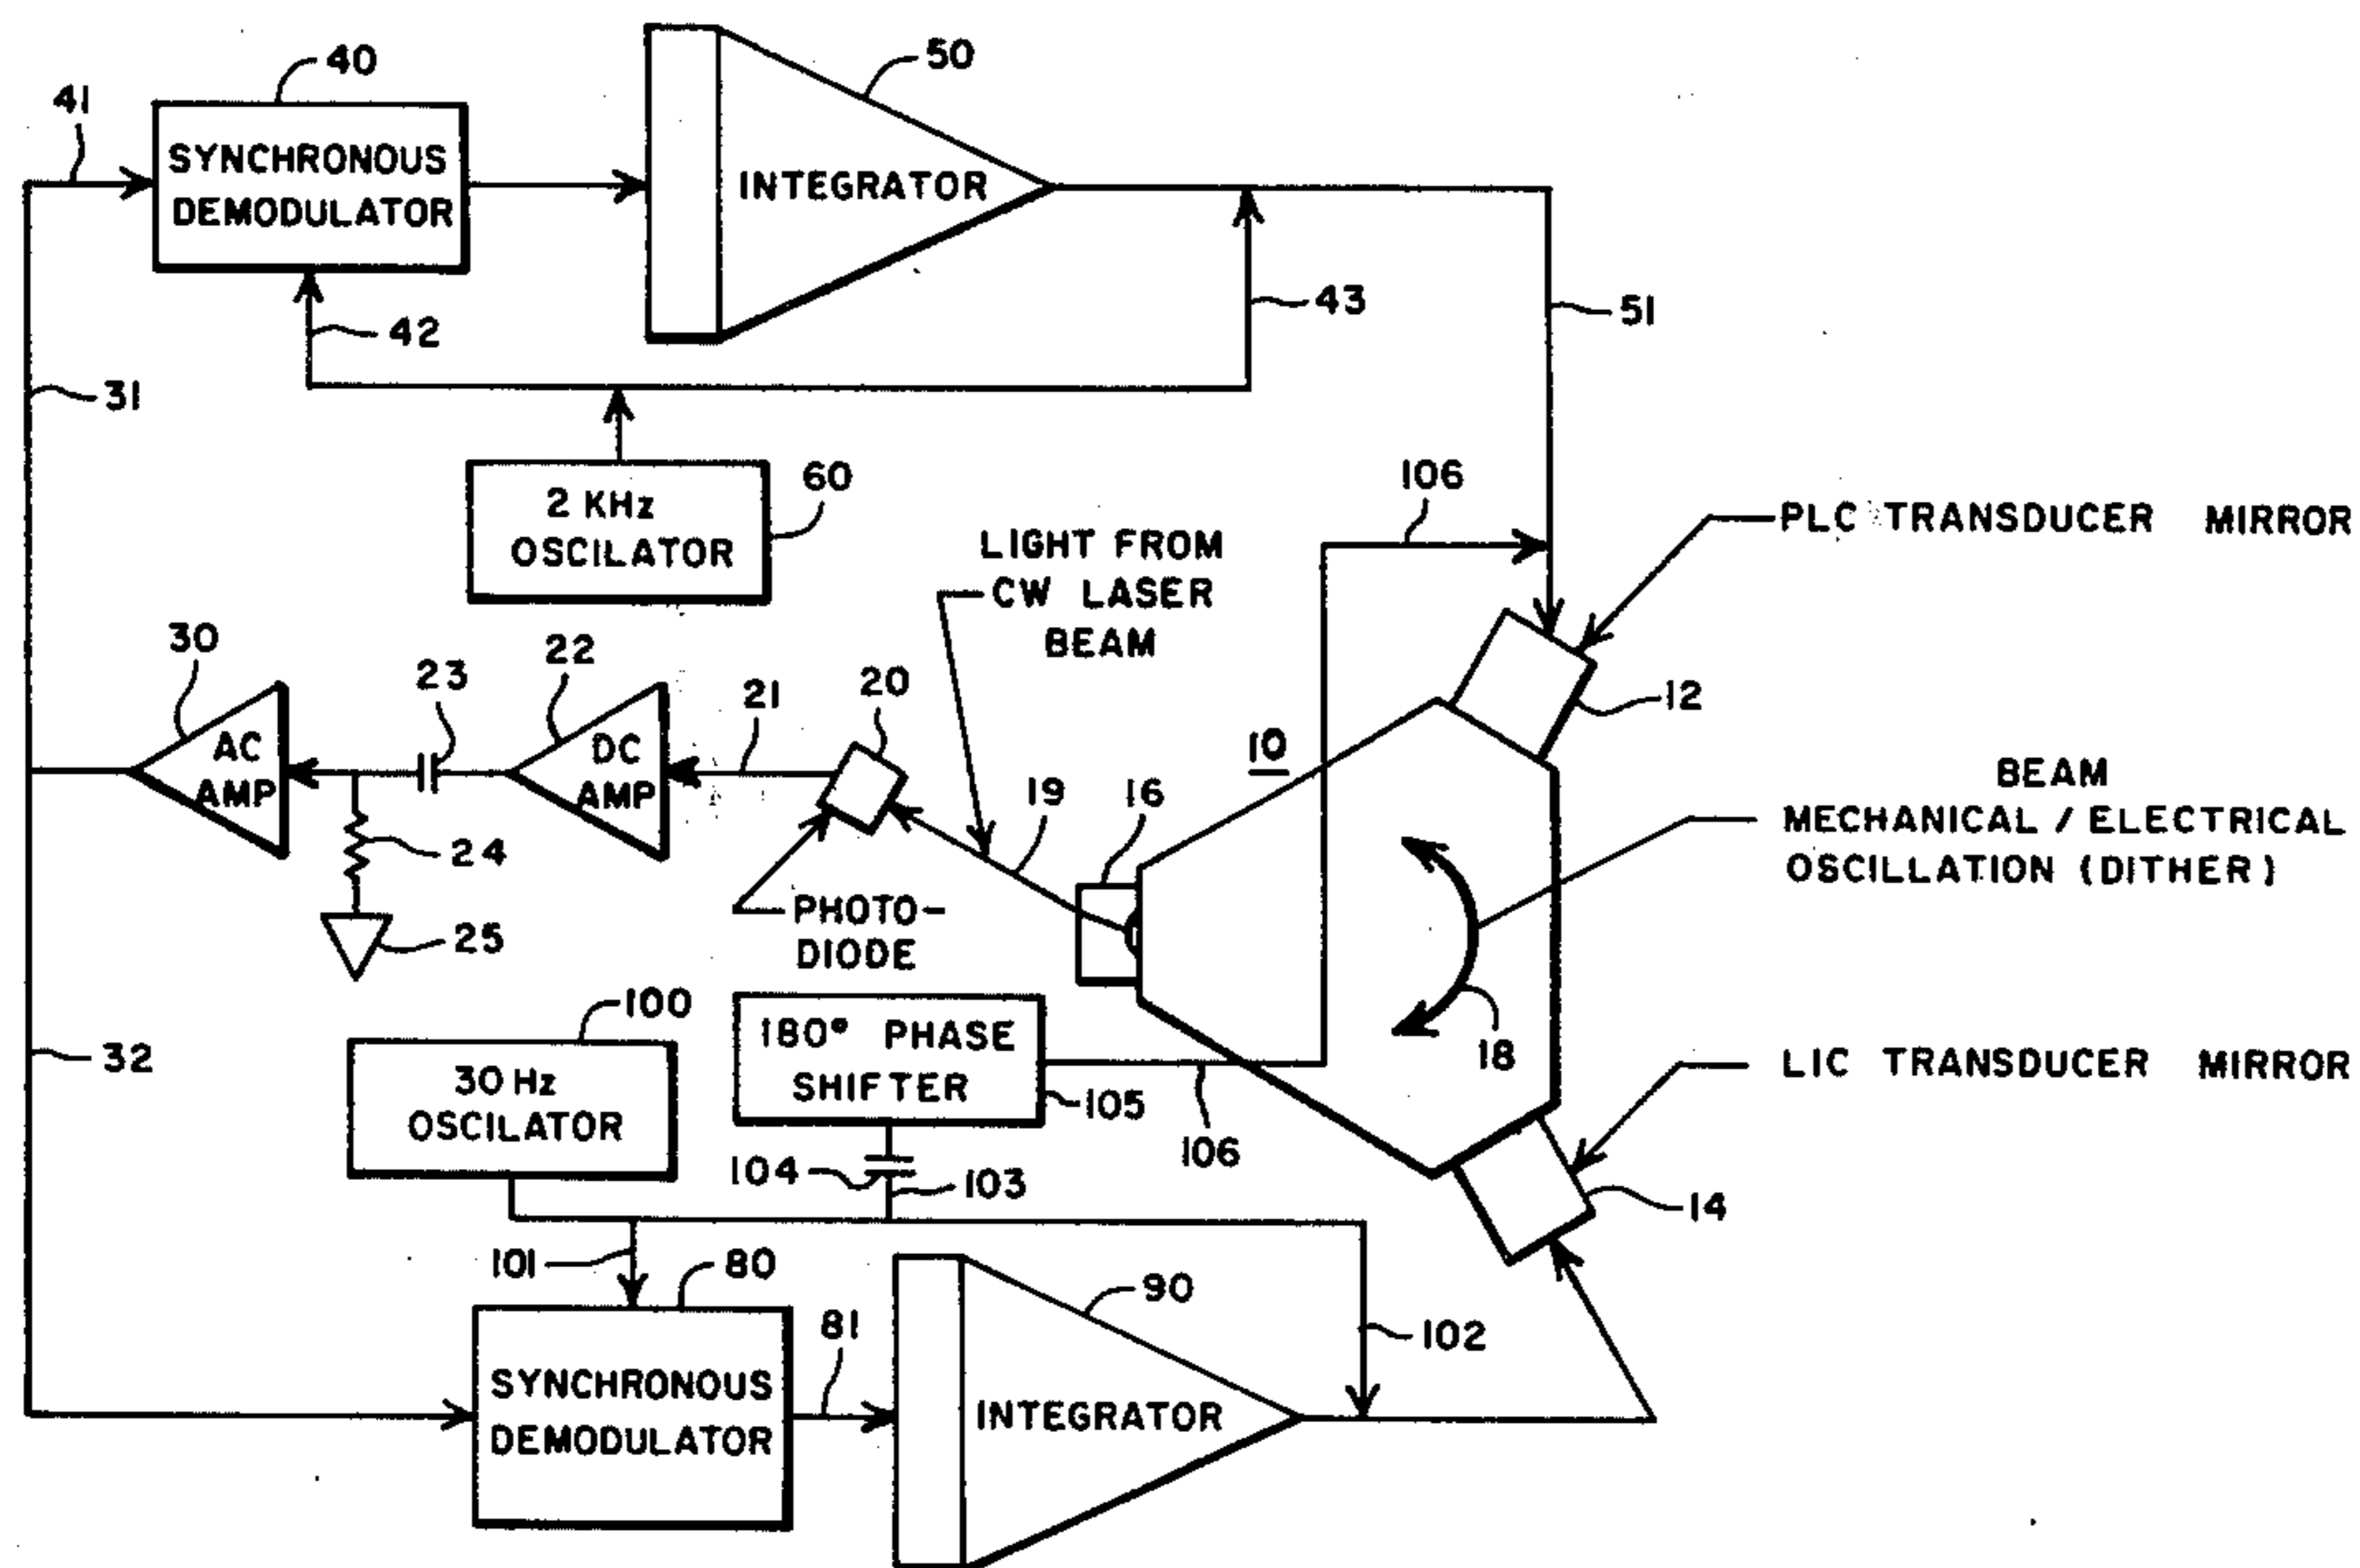 40
50
41
SYNCHRONOUS
DEMODULATOR
INTEGRATOR
42
43
51
31
2 KHz
OSCILATOR
60
106
PLC TRANSDUCER MIRROR
LIGHT FROM
CW LASER
BEAM
30
23
22
21
20
12
AC
AMP
DC
AMP
19
16
10
BEAM
MECHANICAL / ELECTRICAL
OSCILLATION (DITHER)
24
25
PHOTO-
DIODE
18
100
32
30 Hz
OSCILATOR
180° PHASE
SHIFTER
105
106
LIC TRANSDUCER MIRROR
104
103
14
101
80
90
81
102
SYNCHRONOUS
DEMODULATOR
INTEGRATOR